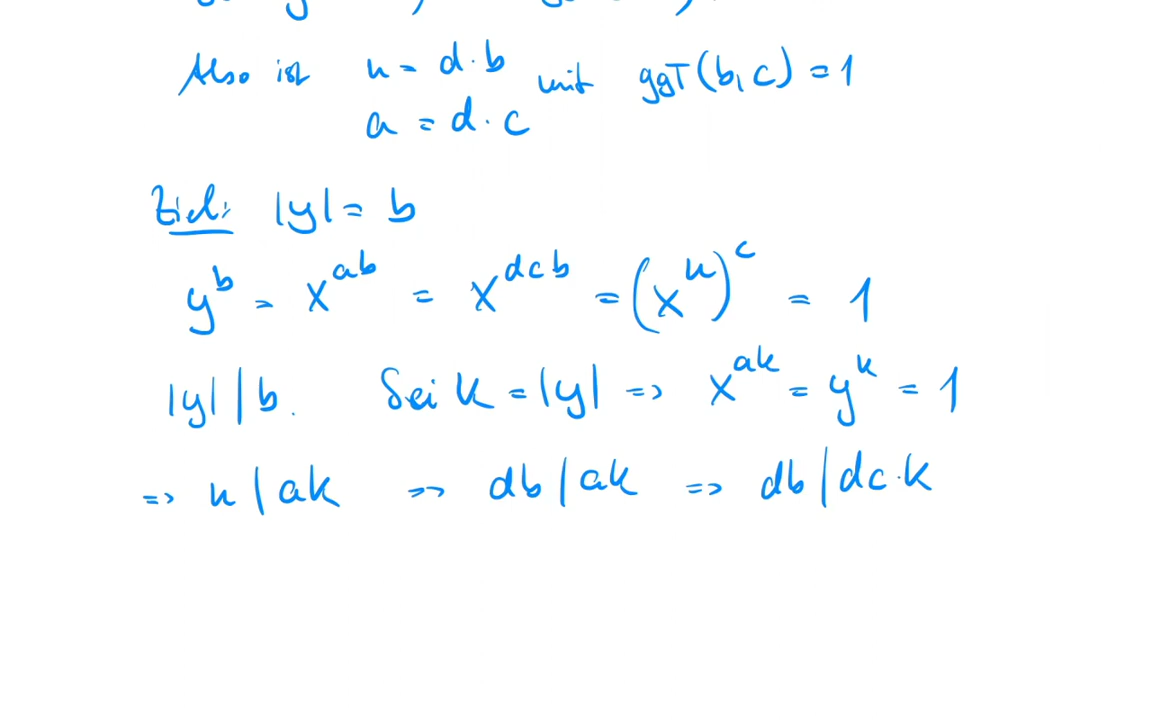 Also ist n = d·b mit ggT(b,c) = 1
a = d·c
Ziel: |y| = b
y^b = x^{ab} = x^{dcb} = (x^n)^c = 1
|y| | b. Sei k = |y| => x^{ak} = y^k = 1
=> n | ak => db | ak => db | dc·k